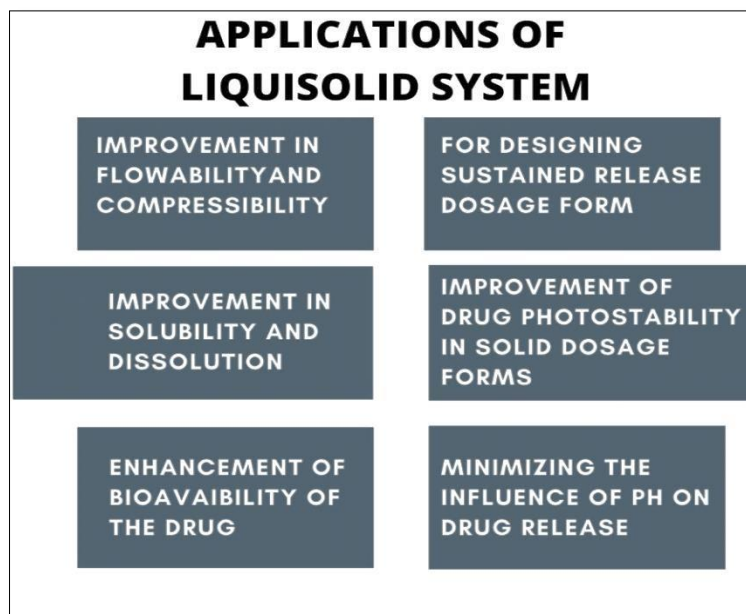 APPLICATIONS OF
LIQUISOLID SYSTEM
IMPROVEMENT IN
FLOWABILITYAND
COMPRESSIBILITY
FOR DESIGNING
SUSTAINED RELEASE
DOSAGE FORM
IMPROVEMENT IN
SOLUBILITY AND
DISSOLUTION
IMPROVEMENT OF
DRUG PHOTOSTABILITY
IN SOLID DOSAGE
FORMS
ENHANCEMENT OF
BIOAVAIBILITY OF
THE DRUG
MINIMIZING THE
INFLUENCE OF PH ON
DRUG RELEASE